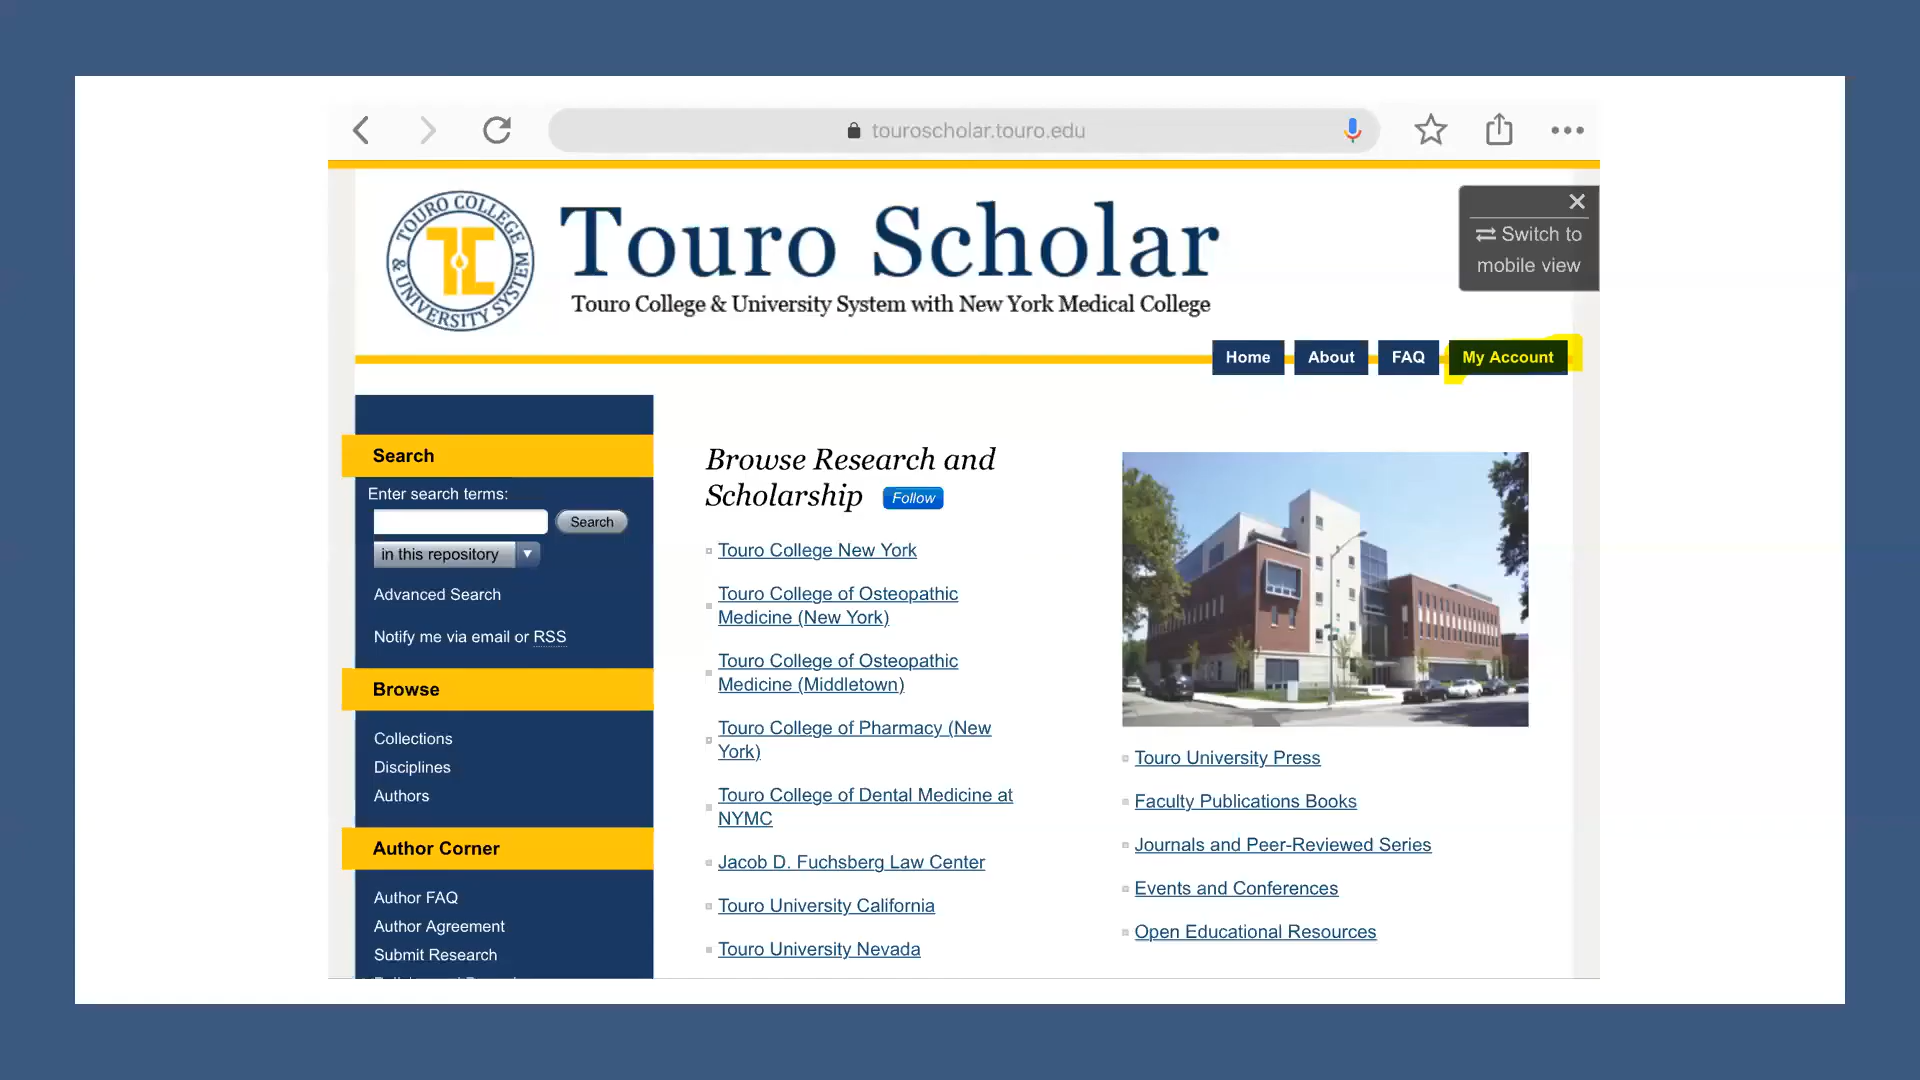 touroscholar.touro.edu
TOURO COLLEGE
& UNIVERSITY SYSTEM
Touro Scholar
Touro College & University System with New York Medical College
Switch to
mobile view
Home About FAQ My Account
Search
Enter search terms:
Search
in this repository
Advanced Search
Notify me via email or RSS
Browse
Collections
Disciplines
Authors
Author Corner
Author FAQ
Author Agreement
Submit Research
Browse Research and
Scholarship Follow
Touro College New York
Touro College of Osteopathic
Medicine (New York)
Touro College of Osteopathic
Medicine (Middletown)
Touro College of Pharmacy (New
York)
Touro College of Dental Medicine at
NYMC
Jacob D. Fuchsberg Law Center
Touro University California
Touro University Nevada
Touro University Press
Faculty Publications Books
Journals and Peer-Reviewed Series
Events and Conferences
Open Educational Resources